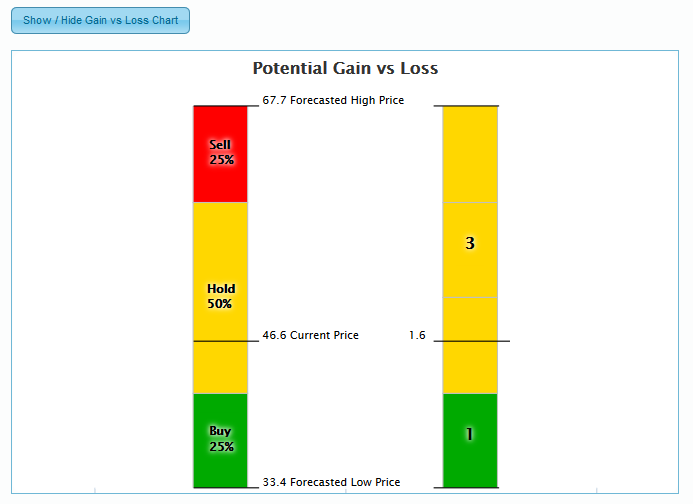 Show / Hide Gain vs Loss Chart
Potential Gain vs Loss
67.7 Forecasted High Price
Sell
25%
3
Hold
50%
46.6 Current Price
1.6
Buy
25%
1
33.4 Forecasted Low Price